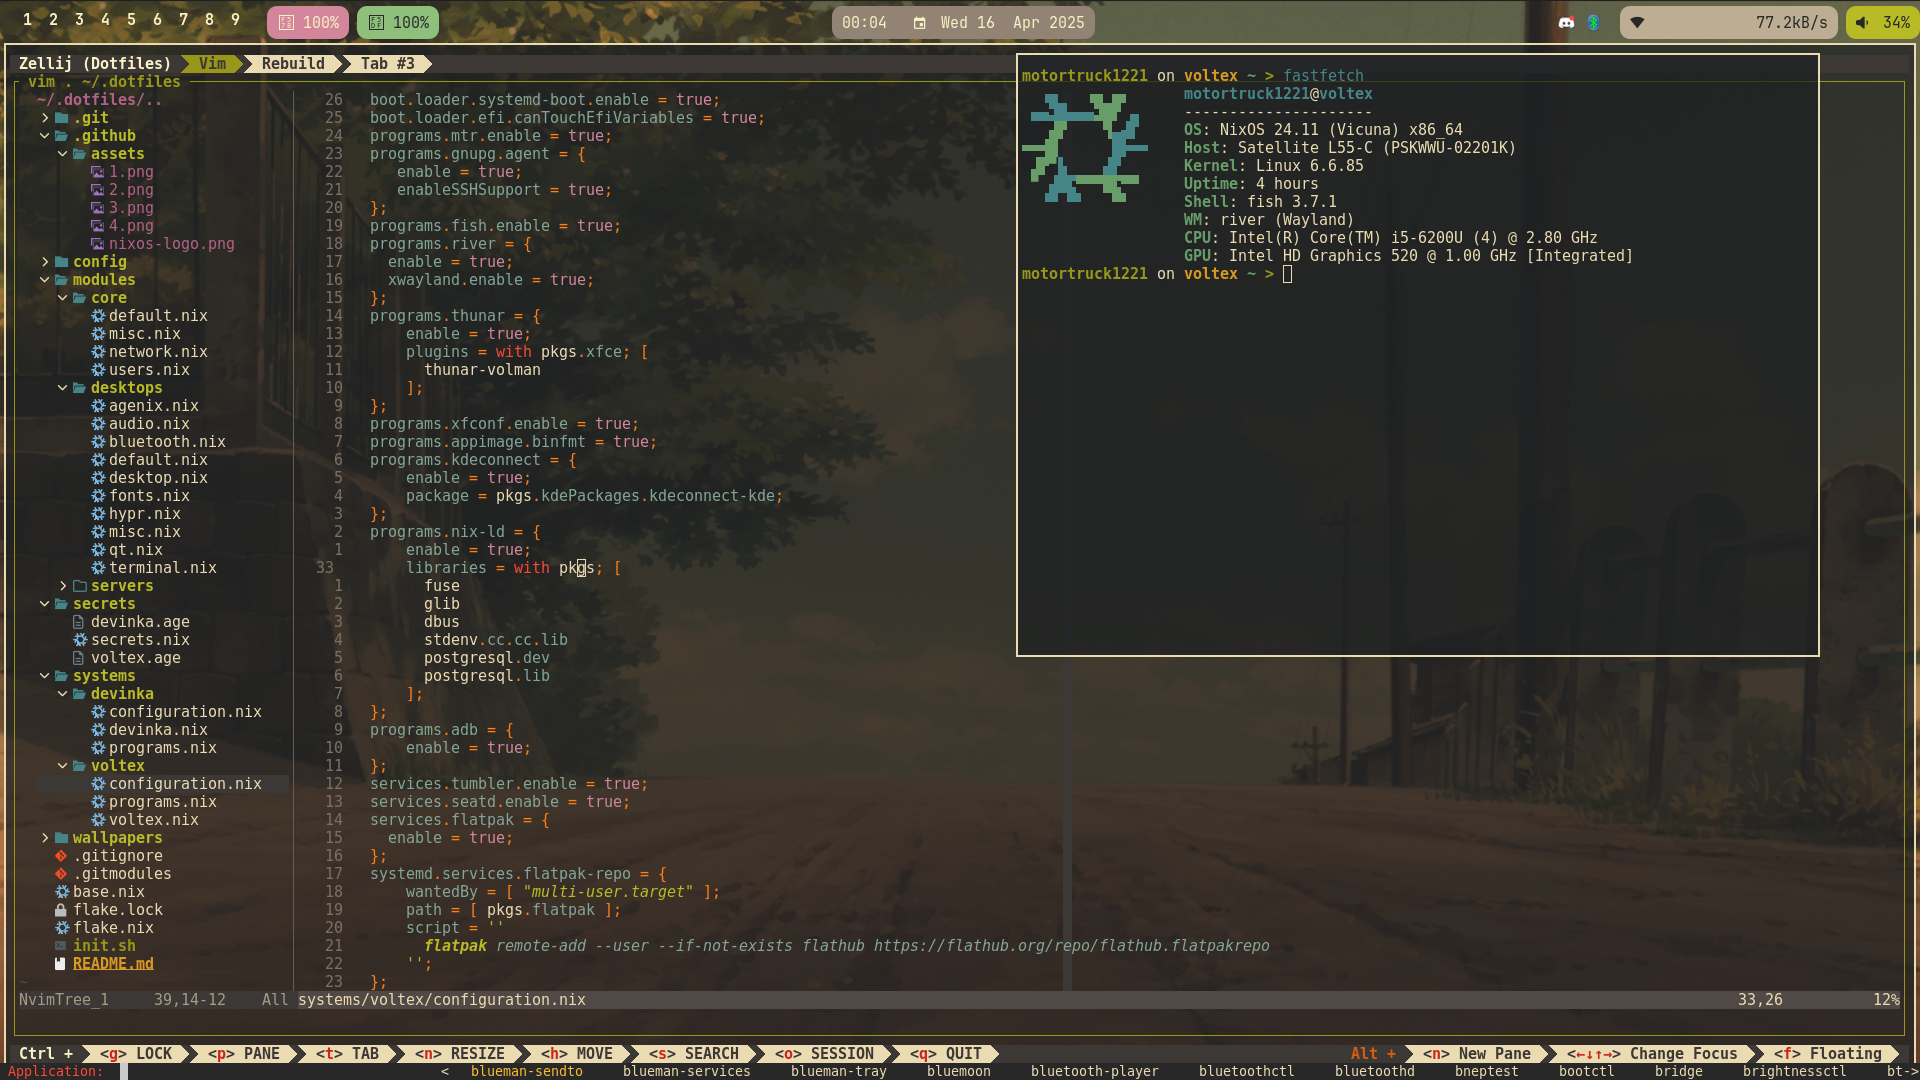 1 2 3 4 5 6 7 8 9
100% 100%
00:04 Wed 16 Apr 2025
77.2kB/s 34%
Zellij (Dotfiles) Vim Rebuild Tab #3
vim . ~/.dotfiles
~/.dotfiles/..
.git
.github
assets
1.png
2.png
3.png
4.png
nixos-logo.png
config
modules
core
default.nix
misc.nix
network.nix
users.nix
desktops
agenix.nix
audio.nix
bluetooth.nix
default.nix
desktop.nix
fonts.nix
hypr.nix
misc.nix
qt.nix
terminal.nix
servers
secrets
devinka.age
secrets.nix
voltex.age
systems
devinka
configuration.nix
devinka.nix
programs.nix
voltex
configuration.nix
programs.nix
voltex.nix
wallpapers
.gitignore
.gitmodules
base.nix
flake.lock
flake.nix
init.sh
README.md
~
26 boot.loader.systemd-boot.enable = true;
25 boot.loader.efi.canTouchEfiVariables = true;
24 programs.mtr.enable = true;
23 programs.gnupg.agent = {
22 enable = true;
21 enableSSHSupport = true;
20 };
19 programs.fish.enable = true;
18 programs.river = {
17 enable = true;
16 xwayland.enable = true;
15 };
14 programs.thunar = {
13 enable = true;
12 plugins = with pkgs.xfce; [
11 thunar-volman
10 ];
9 };
8 programs.xfconf.enable = true;
7 programs.appimage.binfmt = true;
6 programs.kdeconnect = {
5 enable = true;
4 package = pkgs.kdePackages.kdeconnect-kde;
3 };
2 programs.nix-ld = {
1 enable = true;
33 libraries = with pkgs; [
1 fuse
2 glib
3 dbus
4 stdenv.cc.cc.lib
5 postgresql.dev
6 postgresql.lib
7 ];
8 };
9 programs.adb = {
10 enable = true;
11 };
12 services.tumbler.enable = true;
13 services.seatd.enable = true;
14 services.flatpak = {
15 enable = true;
16 };
17 systemd.services.flatpak-repo = {
18 wantedBy = [ "multi-user.target" ];
19 path = [ pkgs.flatpak ];
20 script = ''
21 flatpak remote-add --user --if-not-exists flathub https://flathub.org/repo/flathub.flatpakrepo
22 '';
23 };
motortruck1221 on voltex ~ > fastfetch
motortruck1221@voltex
---------------------
OS: NixOS 24.11 (Vicuna) x86_64
Host: Satellite L55-C (PSKWWU-02201K)
Kernel: Linux 6.6.85
Uptime: 4 hours
Shell: fish 3.7.1
WM: river (Wayland)
CPU: Intel(R) Core(TM) i5-6200U (4) @ 2.80 GHz
GPU: Intel HD Graphics 520 @ 1.00 GHz [Integrated]
motortruck1221 on voltex ~ >
NvimTree_1 39,14-12 All systems/voltex/configuration.nix 33,26 12%
Ctrl + <g> LOCK <p> PANE <t> TAB <n> RESIZE <h> MOVE <s> SEARCH <o> SESSION <q> QUIT Alt + <n> New Pane <←↓↑→> Change Focus <f> Floating
Application: < blueman-sendto blueman-services blueman-tray bluemoon bluetooth-player bluetoothctl bluetoothd bneptest bootctl bridge brightnessctl bt->